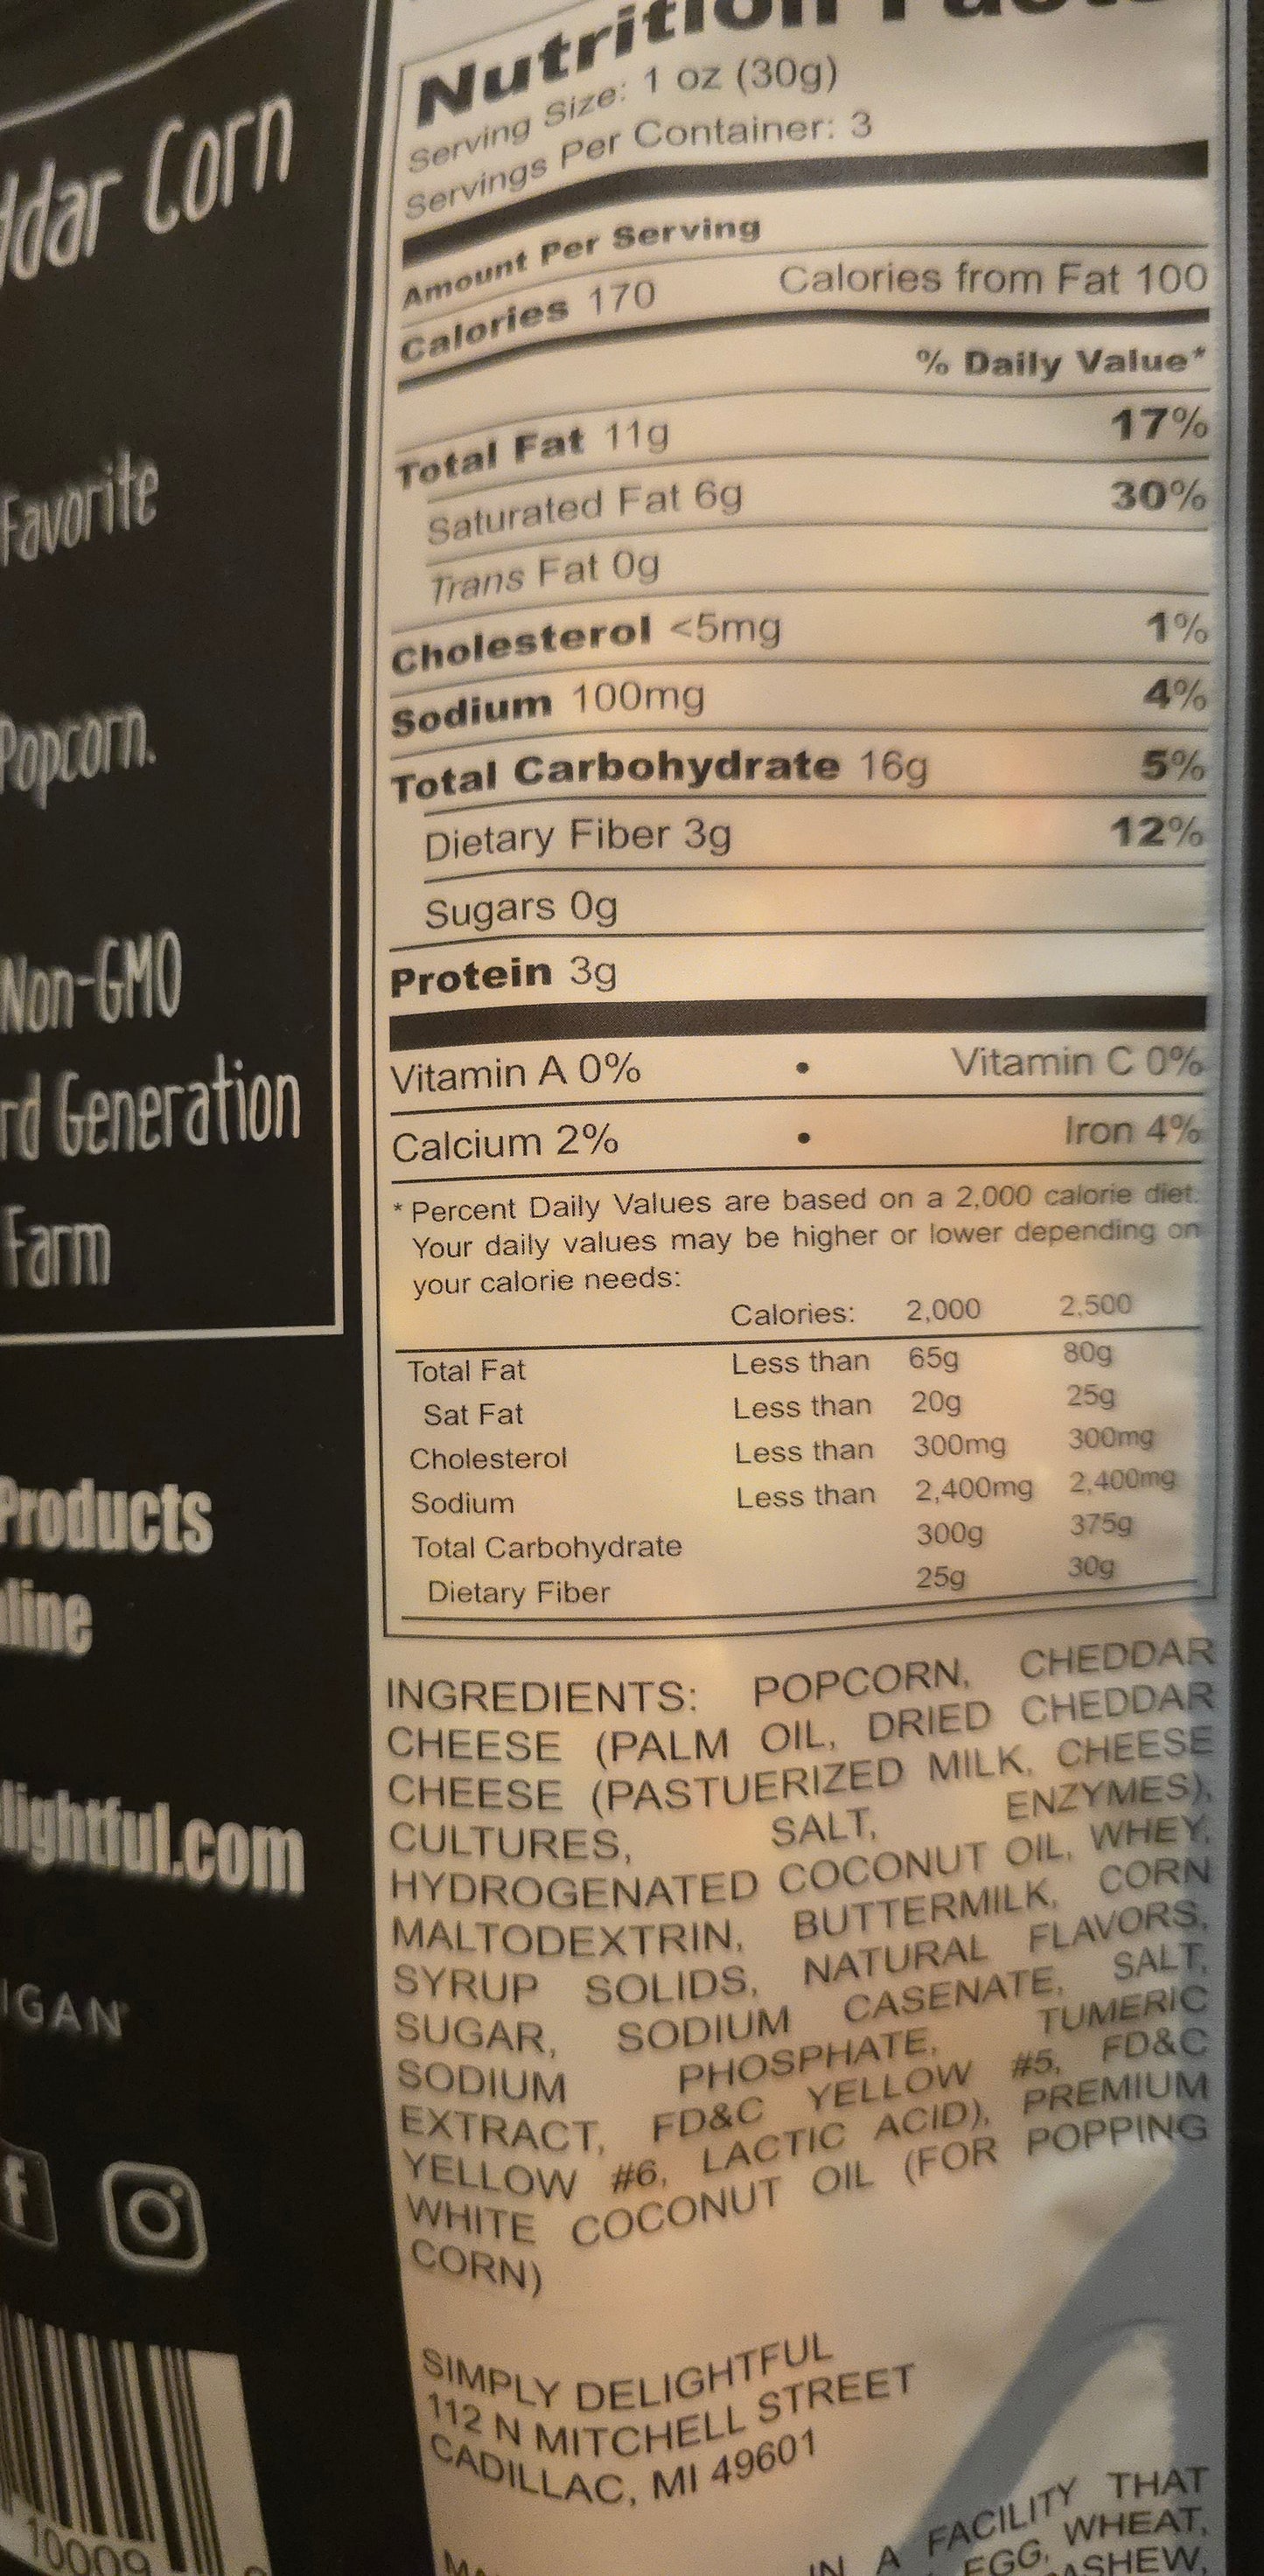 ddar Corn
Favorite
Popcorn.
Non-GMO
rd Generation
Farm
Products
line
lightful.com
IGAN
f
10009
Nutrition Facts
Serving Size: 1 oz (30g)
Servings Per Container: 3
Amount Per Serving
Calories 170 Calories from Fat 100
% Daily Value*
Total Fat 11g 17%
Saturated Fat 6g 30%
Trans Fat 0g
Cholesterol <5mg 1%
Sodium 100mg 4%
Total Carbohydrate 16g 5%
Dietary Fiber 3g 12%
Sugars 0g
Protein 3g
Vitamin A 0% • Vitamin C 0%
Calcium 2% • Iron 4%
* Percent Daily Values are based on a 2,000 calorie diet.
Your daily values may be higher or lower depending on
your calorie needs:
Calories: 2,000 2,500
Total Fat Less than 65g 80g
Sat Fat Less than 20g 25g
Cholesterol Less than 300mg 300mg
Sodium Less than 2,400mg 2,400mg
Total Carbohydrate 300g 375g
Dietary Fiber 25g 30g
INGREDIENTS: POPCORN, CHEDDAR
CHEESE (PALM OIL, DRIED CHEDDAR
CHEESE (PASTUERIZED MILK, CHEESE
CULTURES, SALT, ENZYMES),
HYDROGENATED COCONUT OIL, WHEY,
MALTODEXTRIN, BUTTERMILK, CORN
SYRUP SOLIDS, NATURAL FLAVORS,
SUGAR, SODIUM CASENATE, SALT,
SODIUM PHOSPHATE, TUMERIC
EXTRACT, FD&C YELLOW #5, FD&C
YELLOW #6, LACTIC ACID), PREMIUM
WHITE COCONUT OIL (FOR POPPING
CORN)
SIMPLY DELIGHTFUL
112 N MITCHELL STREET
CADILLAC, MI 49601
IN A FACILITY THAT
EGG, WHEAT,
CASHEW,